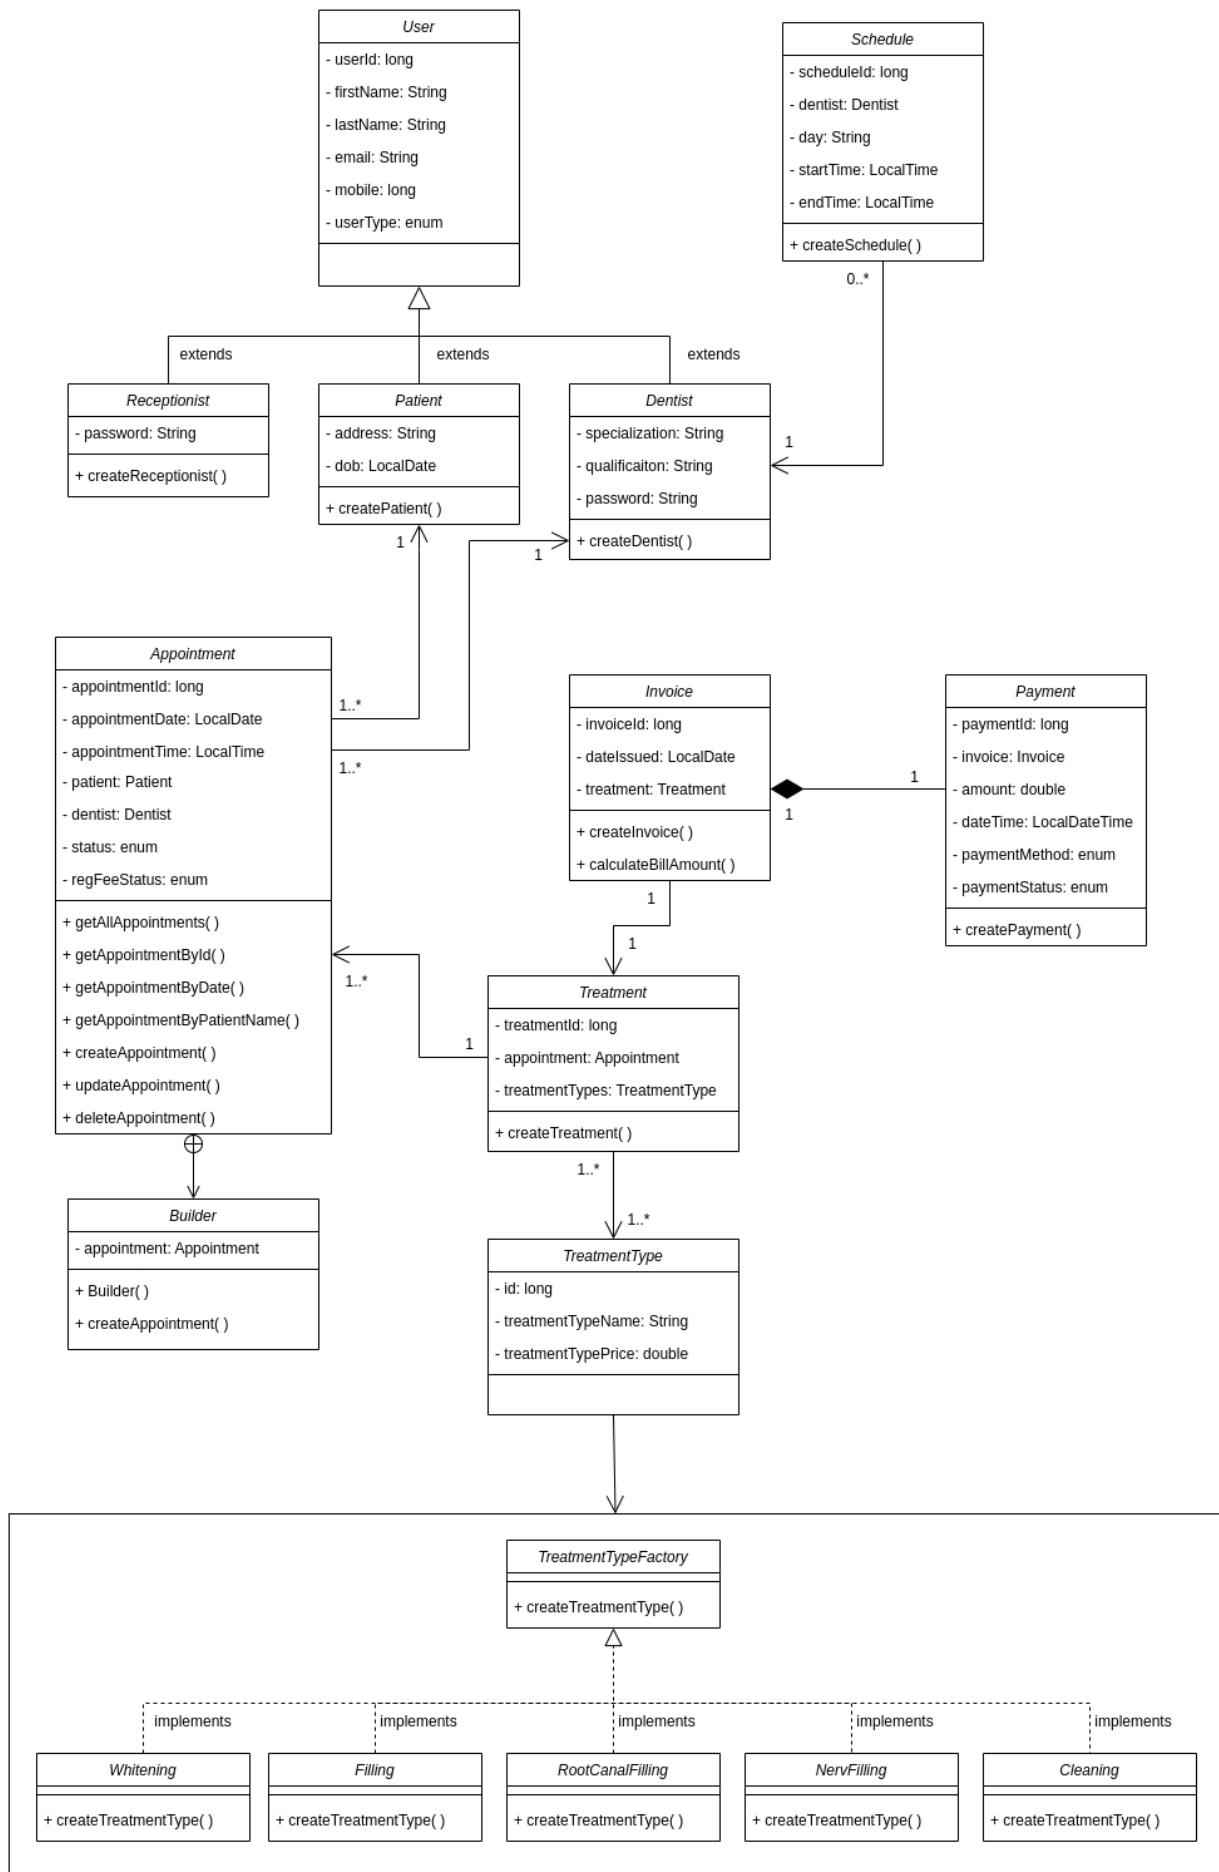 User
- userId: long
- firstName: String
- lastName: String
- email: String
- mobile: long
- userType: enum
Schedule
- scheduleId: long
- dentist: Dentist
- day: String
- startTime: LocalTime
- endTime: LocalTime
+ createSchedule( )
0..*
1
extends
extends
extends
Receptionist
- password: String
+ createReceptionist( )
Patient
- address: String
- dob: LocalDate
+ createPatient( )
Dentist
- specialization: String
- qualificaiton: String
- password: String
+ createDentist( )
1
1
Appointment
- appointmentId: long
- appointmentDate: LocalDate
- appointmentTime: LocalTime
- patient: Patient
- dentist: Dentist
- status: enum
- regFeeStatus: enum
+ getAllAppointments( )
+ getAppointmentById( )
+ getAppointmentByDate( )
+ getAppointmentByPatientName( )
+ createAppointment( )
+ updateAppointment( )
+ deleteAppointment( )
1..*
1..*
1..*
1
Invoice
- invoiceId: long
- dateIssued: LocalDate
- treatment: Treatment
+ createInvoice( )
+ calculateBillAmount( )
1
1
Payment
- paymentId: long
- invoice: Invoice
- amount: double
- dateTime: LocalDateTime
- paymentMethod: enum
- paymentStatus: enum
+ createPayment( )
1
1
Treatment
- treatmentId: long
- appointment: Appointment
- treatmentTypes: TreatmentType
+ createTreatment( )
1..*
1..*
Builder
- appointment: Appointment
+ Builder( )
+ createAppointment( )
TreatmentType
- id: long
- treatmentTypeName: String
- treatmentTypePrice: double
TreatmentTypeFactory
+ createTreatmentType( )
implements
implements
implements
implements
implements
Whitening
+ createTreatmentType( )
Filling
+ createTreatmentType( )
RootCanalFilling
+ createTreatmentType( )
NervFilling
+ createTreatmentType( )
Cleaning
+ createTreatmentType( )